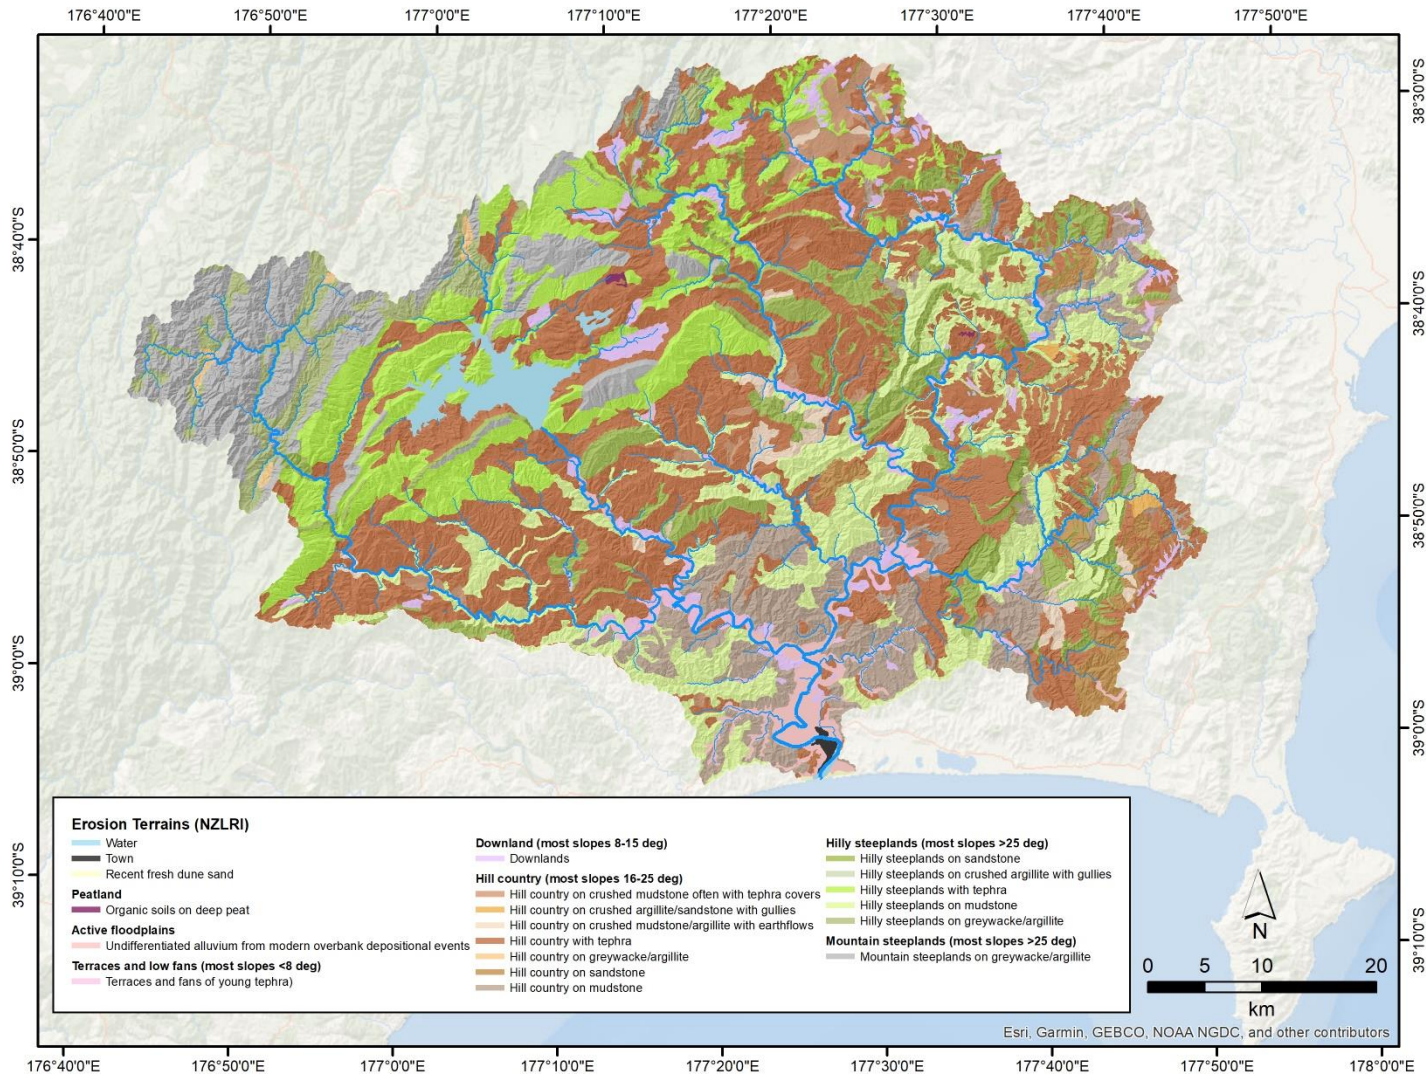 176°40'0"E 176°50'0"E 177°0'0"E 177°10'0"E 177°20'0"E 177°30'0"E 177°40'0"E 177°50'0"E
38°30'0"S
38°40'0"S
38°40'0"S
38°50'0"S
38°50'0"S
39°0'0"S
39°0'0"S
39°10'0"S
39°10'0"S
Erosion Terrains (NZLRI)
Water
Town
Recent fresh dune sand
Peatland
Organic soils on deep peat
Active floodplains
Undifferentiated alluvium from modern overbank depositional events
Terraces and low fans (most slopes <8 deg)
Terraces and fans of young tephra)
Downland (most slopes 8-15 deg)
Downlands
Hill country (most slopes 16-25 deg)
Hill country on crushed mudstone often with tephra covers
Hill country on crushed argillite/sandstone with gullies
Hill country on crushed mudstone/argillite with earthflows
Hill country with tephra
Hill country on greywacke/argillite
Hill country on sandstone
Hill country on mudstone
Hilly steeplands (most slopes >25 deg)
Hilly steeplands on sandstone
Hilly steeplands on crushed argillite with gullies
Hilly steeplands with tephra
Hilly steeplands on mudstone
Hilly steeplands on greywacke/argillite
Mountain steeplands (most slopes >25 deg)
Mountain steeplands on greywacke/argillite
N
0 5 10 20
km
Esri, Garmin, GEBCO, NOAA NGDC, and other contributors
176°40'0"E 176°50'0"E 177°0'0"E 177°10'0"E 177°20'0"E 177°30'0"E 177°40'0"E 177°50'0"E 178°0'0"E